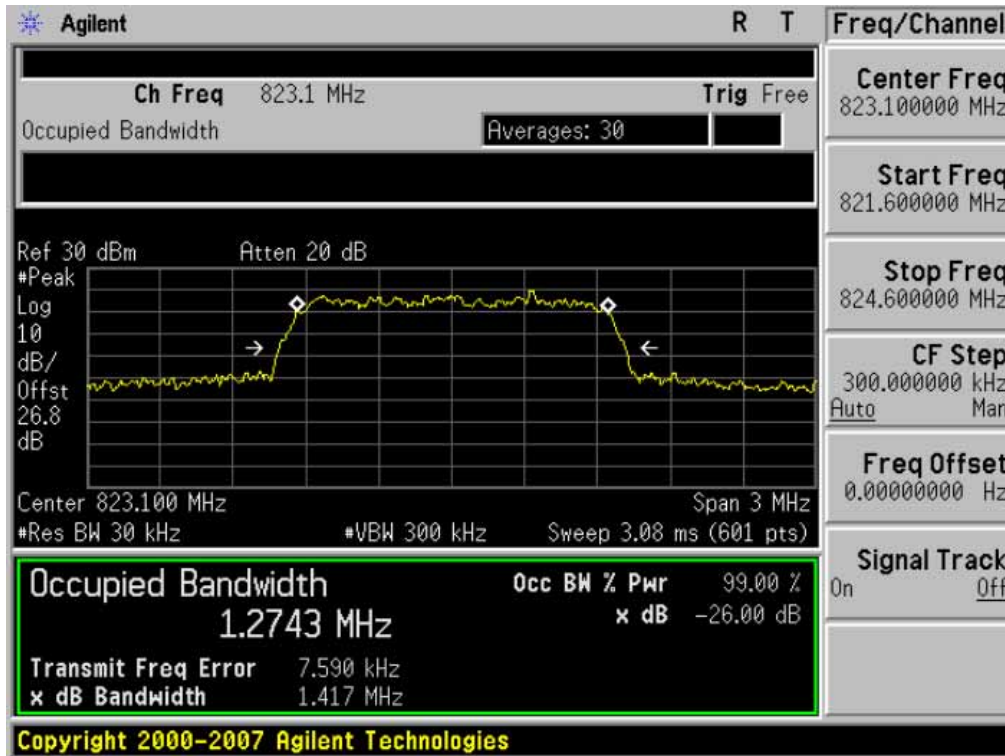 Agilent R T
Freq/Channel
Ch Freq 823.1 MHz Trig Free
Occupied Bandwidth Averages: 30
Ref 30 dBm Atten 20 dB
#Peak
Log
10
dB/
Offst
26.8
dB
Center 823.100 MHz Span 3 MHz
#Res BW 30 kHz #VBW 300 kHz Sweep 3.08 ms (601 pts)
Occupied Bandwidth
1.2743 MHz
Occ BW % Pwr 99.00 %
x dB -26.00 dB
Transmit Freq Error 7.590 kHz
x dB Bandwidth 1.417 MHz
Center Freq
823.100000 MHz
Start Freq
821.600000 MHz
Stop Freq
824.600000 MHz
CF Step
300.000000 kHz
Auto Man
Freq Offset
0.00000000 Hz
Signal Track
On Off
Copyright 2000-2007 Agilent Technologies